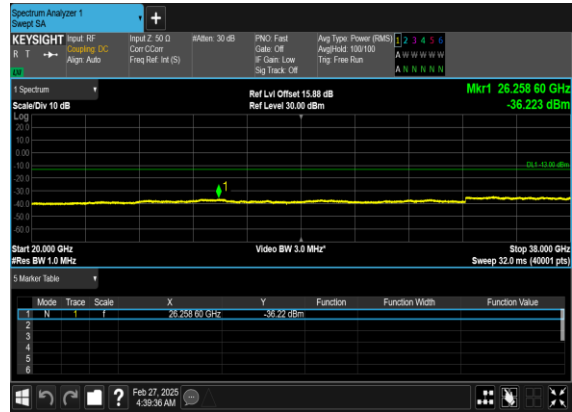 Spectrum Analyzer 1
Swept SA
+
KEYSIGHT Input: RF Input Z: 50 Ω #Atten: 30 dB PNO: Fast Avg Type: Power (RMS) 1 2 3 4 5 6
R T Coupling: DC Corr CCorr Gate: Off Avg|Hold: 100/100 A W W W W W
Align: Auto Freq Ref: Int (S) IF Gain: Low Trig: Free Run
Sig Track: Off A N N N N N
1 Spectrum Ref Lvl Offset 15.88 dB Mkr1 26.258 60 GHz
Scale/Div 10 dB Ref Level 30.00 dBm -36.223 dBm
Log
20.0
10.0
0.00
-10.0
DL1 -13.00 dBm
-20.0
-30.0
1
-40.0
-50.0
-60.0
Start 20.000 GHz Video BW 3.0 MHz* Stop 38.000 GHz
#Res BW 1.0 MHz Sweep 32.0 ms (40001 pts)
5 Marker Table
Mode Trace Scale X Y Function Function Width Function Value
1 N 1 f 26.258 60 GHz -36.22 dBm
2
3
4
5
6
? Feb 27, 2025
4:39:36 AM